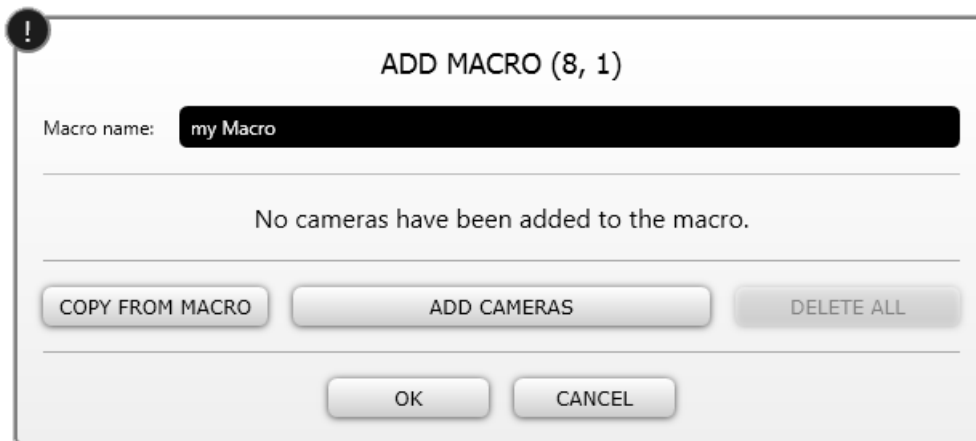 !
ADD MACRO (8, 1)
Macro name: my Macro
No cameras have been added to the macro.
COPY FROM MACRO ADD CAMERAS DELETE ALL
OK CANCEL